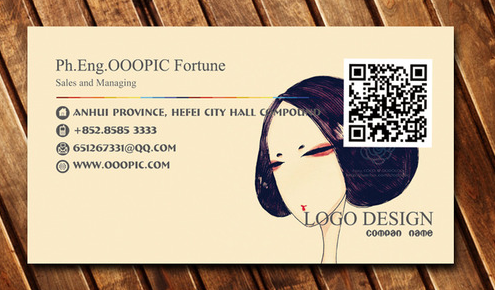 Ph.Eng.OOOPIC Fortune
Sales and Managing
ANHUI PROVINCE, HEFEI CITY HALL COMPOUND
+852.8585 3333
651267331@QQ.COM
WWW.OOOPIC.COM
LOGO DESIGN
compan name